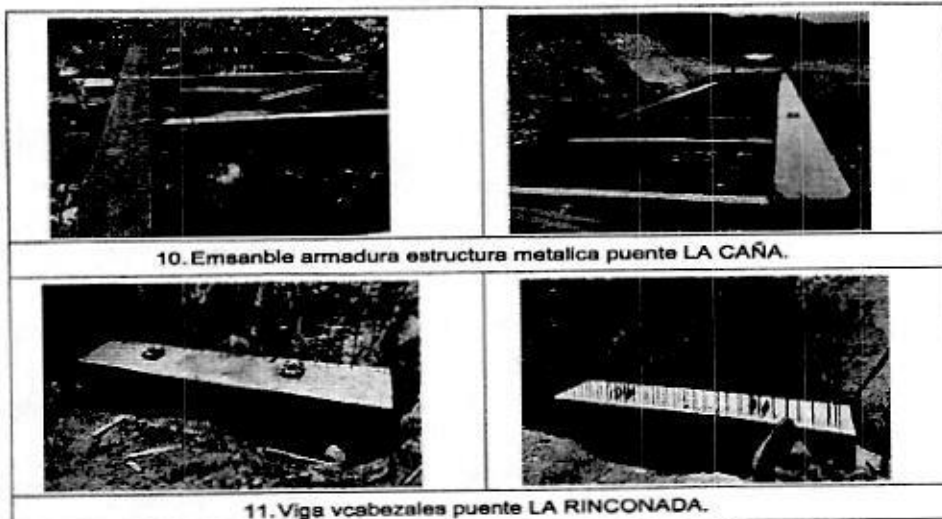 10. Emsanble armadura estructura metalica puente LA CAÑA.
11. Viga vcabezales puente LA RINCONADA.